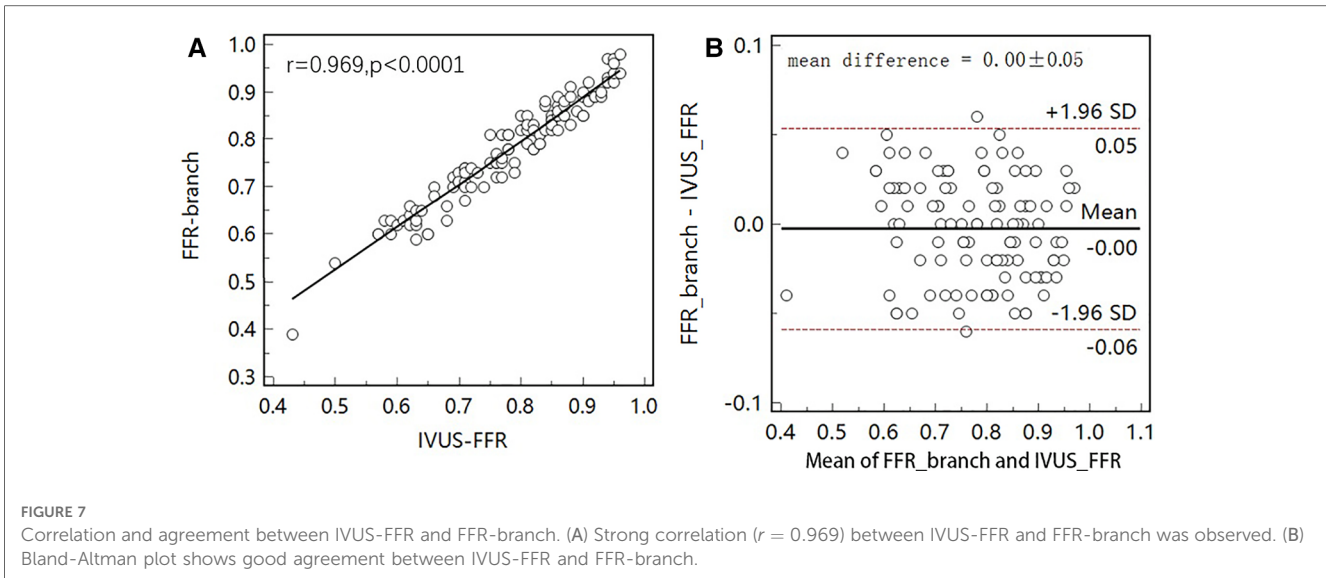 A
r=0.969,p<0.0001
1.0
0.9
0.8
0.7
0.6
0.5
0.4
0.3
FFR-branch
0.4 0.5 0.6 0.7 0.8 0.9 1.0
IVUS-FFR
B
mean difference = 0.00±0.05
0.1
0.0
-0.1
FFR_branch - IVUS_FFR
+1.96 SD
0.05
Mean
-0.00
-1.96 SD
-0.06
0.4 0.5 0.6 0.7 0.8 0.9 1.0 1.1
Mean of FFR_branch and IVUS_FFR
FIGURE 7
Correlation and agreement between IVUS-FFR and FFR-branch. (A) Strong correlation (r = 0.969) between IVUS-FFR and FFR-branch was observed. (B)
Bland-Altman plot shows good agreement between IVUS-FFR and FFR-branch.